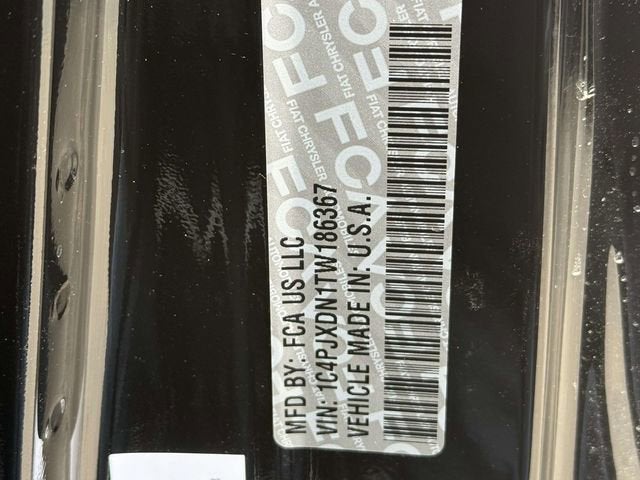 MFD BY: FCA US LLC
VIN: 1C4PJXDN1TW186367
VEHICLE MADE IN: U.S.A.